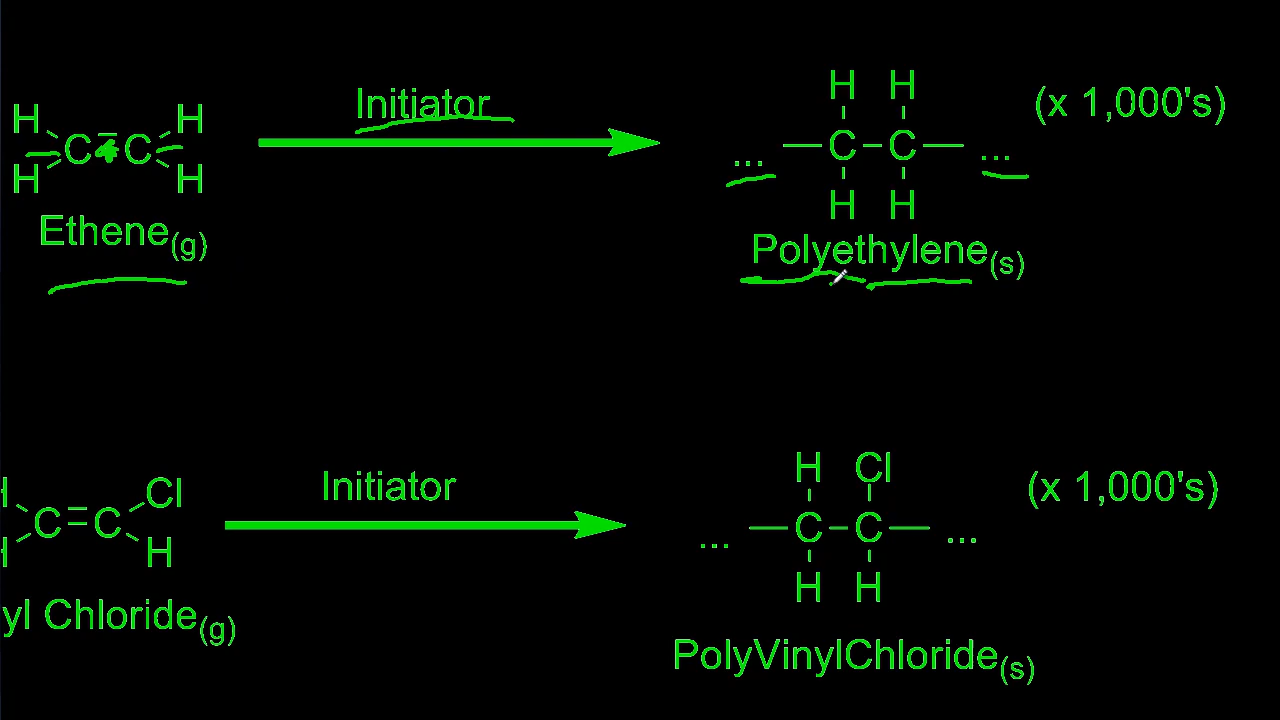 Initiator
H H
C C
H H
Ethene(g)
H H
... C C ...
H H
(x 1,000's)
Polyethylene(s)
Initiator
H Cl
C = C
H H
yl Chloride(g)
H Cl
... C C ...
H H
(x 1,000's)
PolyVinylChloride(s)